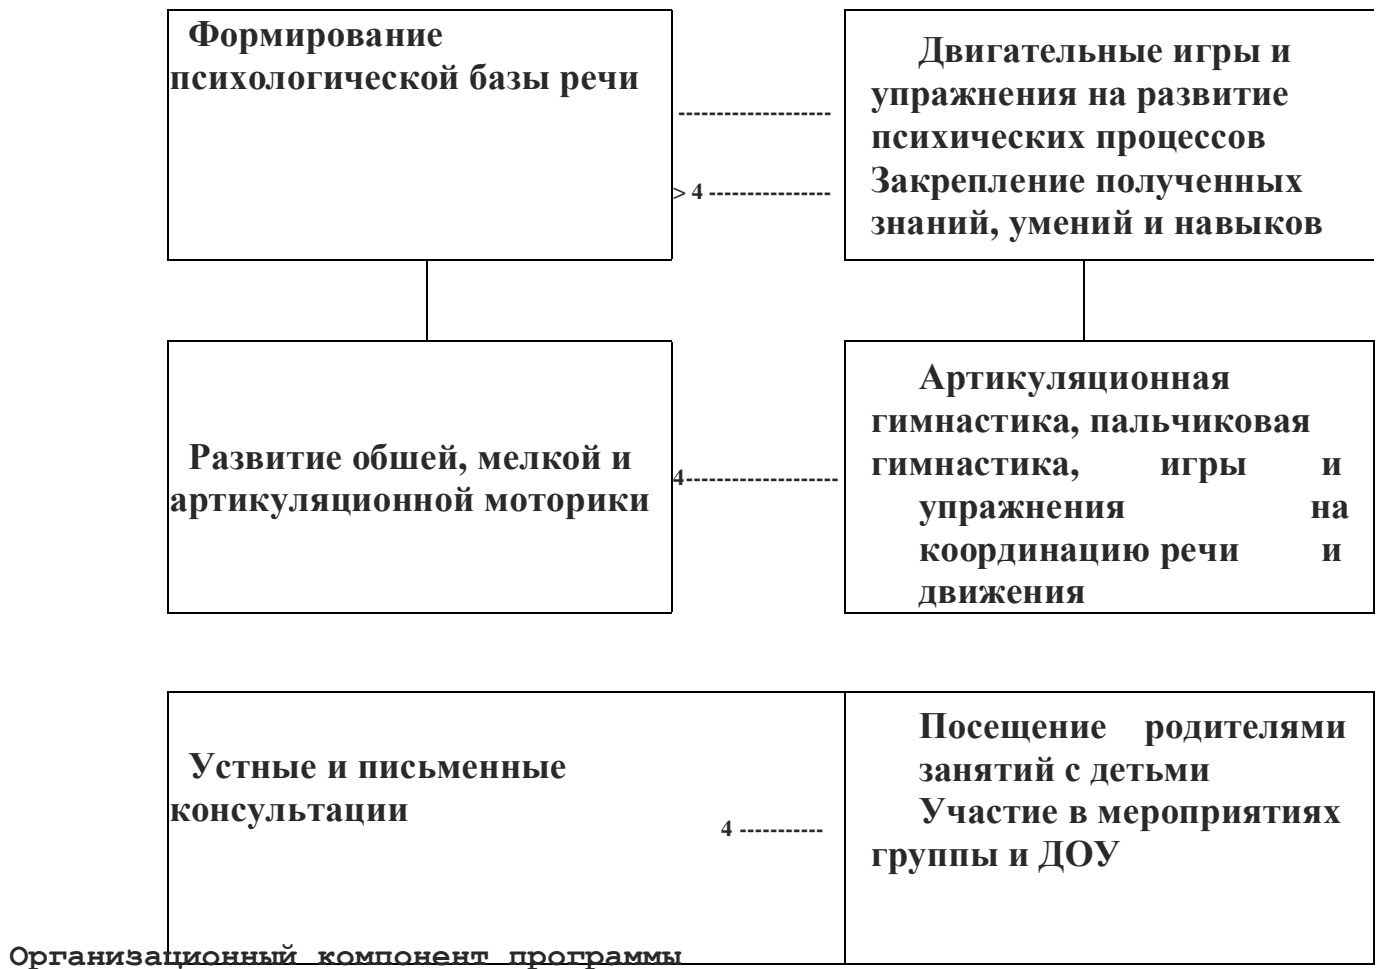 Формирование
психологической базы речи
--------------------
> 4 ----------------
Двигательные игры и
упражнения на развитие
психических процессов
Закрепление полученных
знаний, умений и навыков
Развитие обшей, мелкой и
артикуляционной моторики
4--------------------
Артикуляционная
гимнастика, пальчиковая
гимнастика, игры и
упражнения на
координацию речи и
движения
Устные и письменные
консультации
4 -----------
Посещение родителями
занятий с детьми
Участие в мероприятиях
группы и ДОУ
Организационный компонент программы